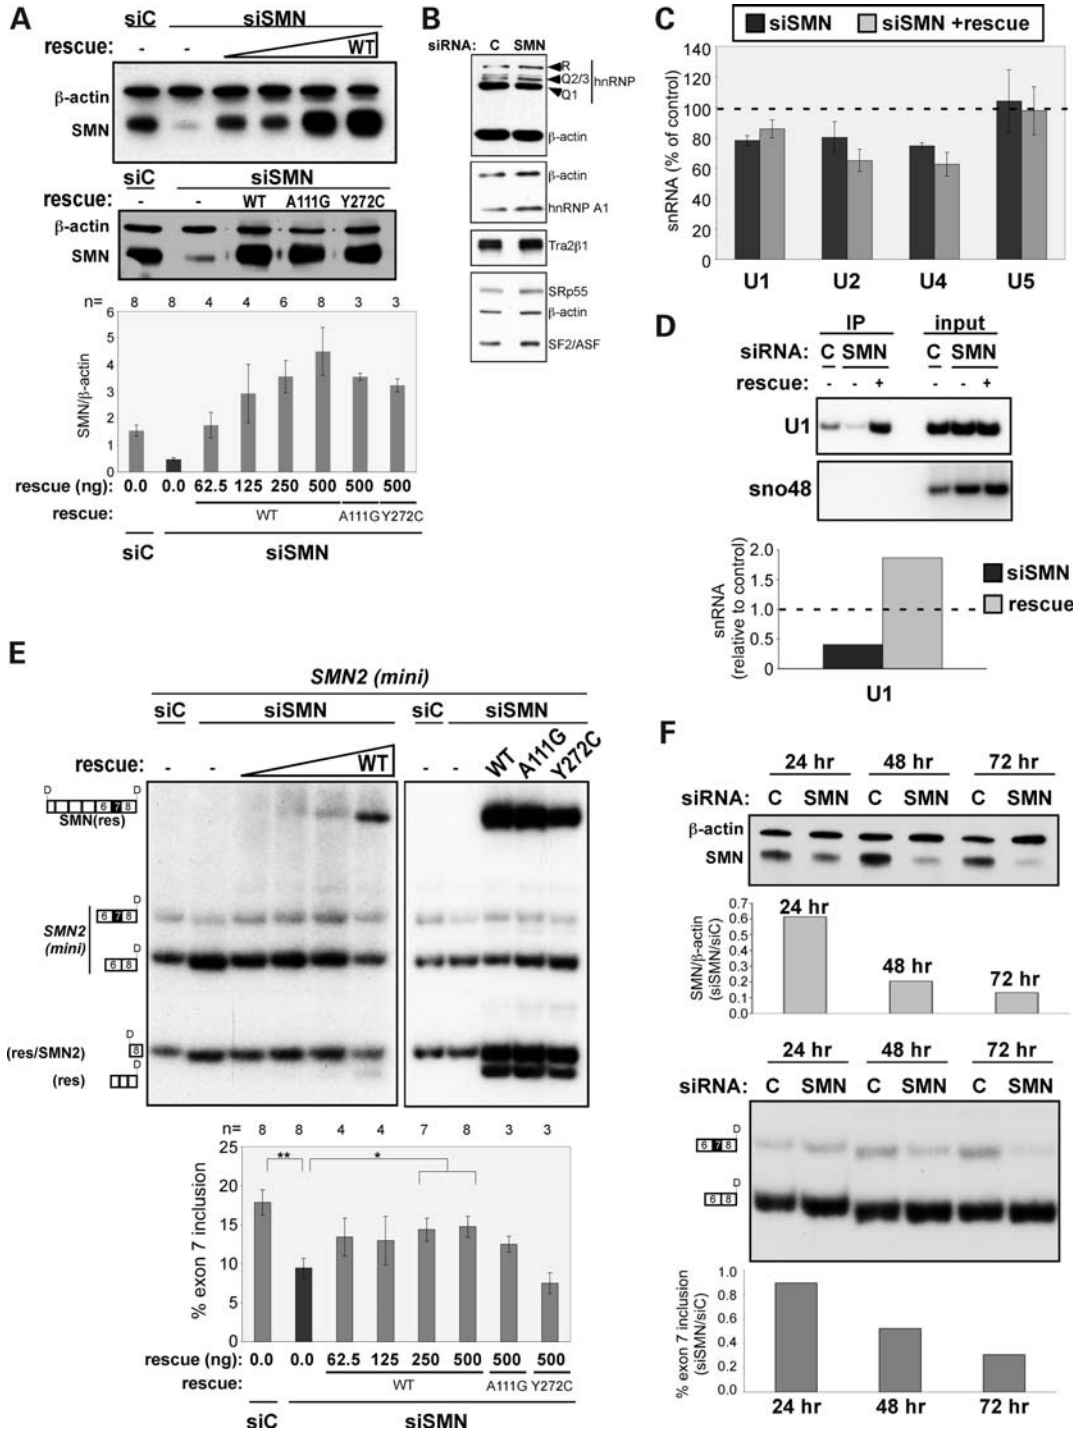 A
siC siSMN
rescue: - - WT
β-actin
SMN
siC siSMN
rescue: - - WT A111G Y272C
β-actin
SMN
n= 8 8 4 4 6 8 3 3
SMN/β-actin
6
5
4
3
2
1
0
rescue (ng): 0.0 0.0 62.5 125 250 500 500 500
rescue: WT A111G Y272C
siC siSMN
B
siRNA: C SMN
R
Q2/3
Q1
hnRNP
β-actin
β-actin
hnRNP A1
Tra2β1
SRp55
β-actin
SF2/ASF
C
siSMN siSMN +rescue
snRNA (% of control)
140
120
100
80
60
40
20
0
U1 U2 U4 U5
D
IP input
siRNA: C SMN C SMN
rescue: - - + - - +
U1
sno48
snRNA
(relative to control)
2.0
1.0
0.5
0
U1
siSMN
rescue
E
SMN2 (mini)
siC siSMN siC siSMN
rescue: - - WT - - WT A111G Y272C
D D
6 7 8
SMN(res)
D
6 7 8
SMN2
(mini)
D
6 8
D
(res/SMN2) 8
D
(res)
n= 8 8 4 4 7 8 3 3
% exon 7 inclusion
25
20
15
10
5
0
** *
rescue (ng): 0.0 0.0 62.5 125 250 500 500 500
rescue: WT A111G Y272C
siC siSMN
F
24 hr 48 hr 72 hr
siRNA: C SMN C SMN C SMN
β-actin
SMN
SMN/β-actin
(siSMN/siC)
0.7
0.6
0.5
0.4
0.3
0.2
0.1
0.0
24 hr
48 hr
72 hr
24 hr 48 hr 72 hr
siRNA: C SMN C SMN C SMN
D
6 7 8
D
6 8
% exon 7 inclusion
(siSMN/siC)
1.0
0.8
0.6
0.4
0.2
0.0
24 hr 48 hr 72 hr